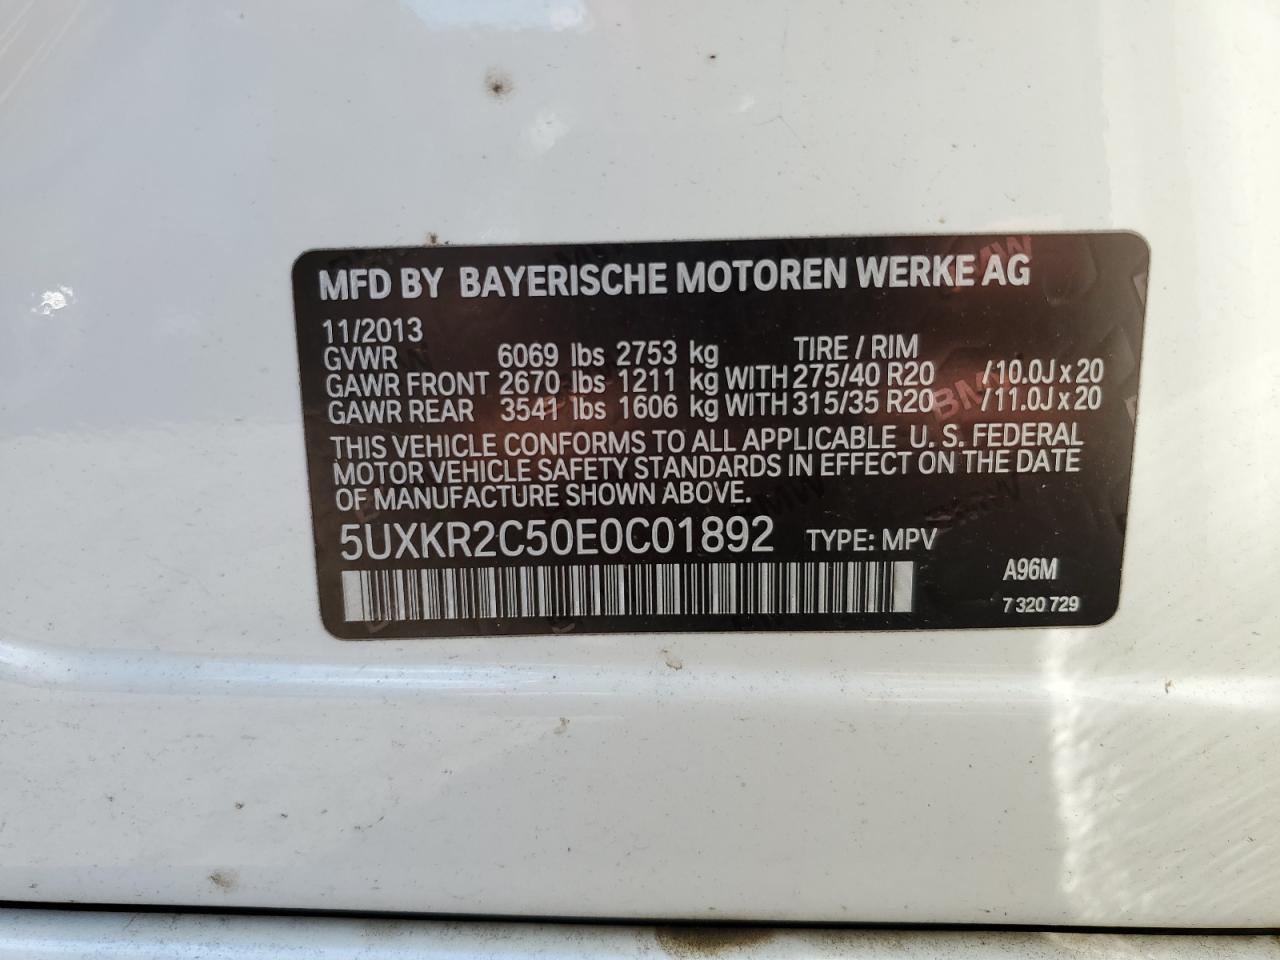 MFD BY BAYERISCHE MOTOREN WERKE AG
11/2013
GVWR 6069 lbs 2753 kg TIRE / RIM
GAWR FRONT 2670 lbs 1211 kg WITH 275/40 R20 /10.0J x 20
GAWR REAR 3541 lbs 1606 kg WITH 315/35 R20 /11.0J x 20
THIS VEHICLE CONFORMS TO ALL APPLICABLE U. S. FEDERAL
MOTOR VEHICLE SAFETY STANDARDS IN EFFECT ON THE DATE
OF MANUFACTURE SHOWN ABOVE.
5UXKR2C50E0C01892 TYPE: MPV
A96M
7 320 729